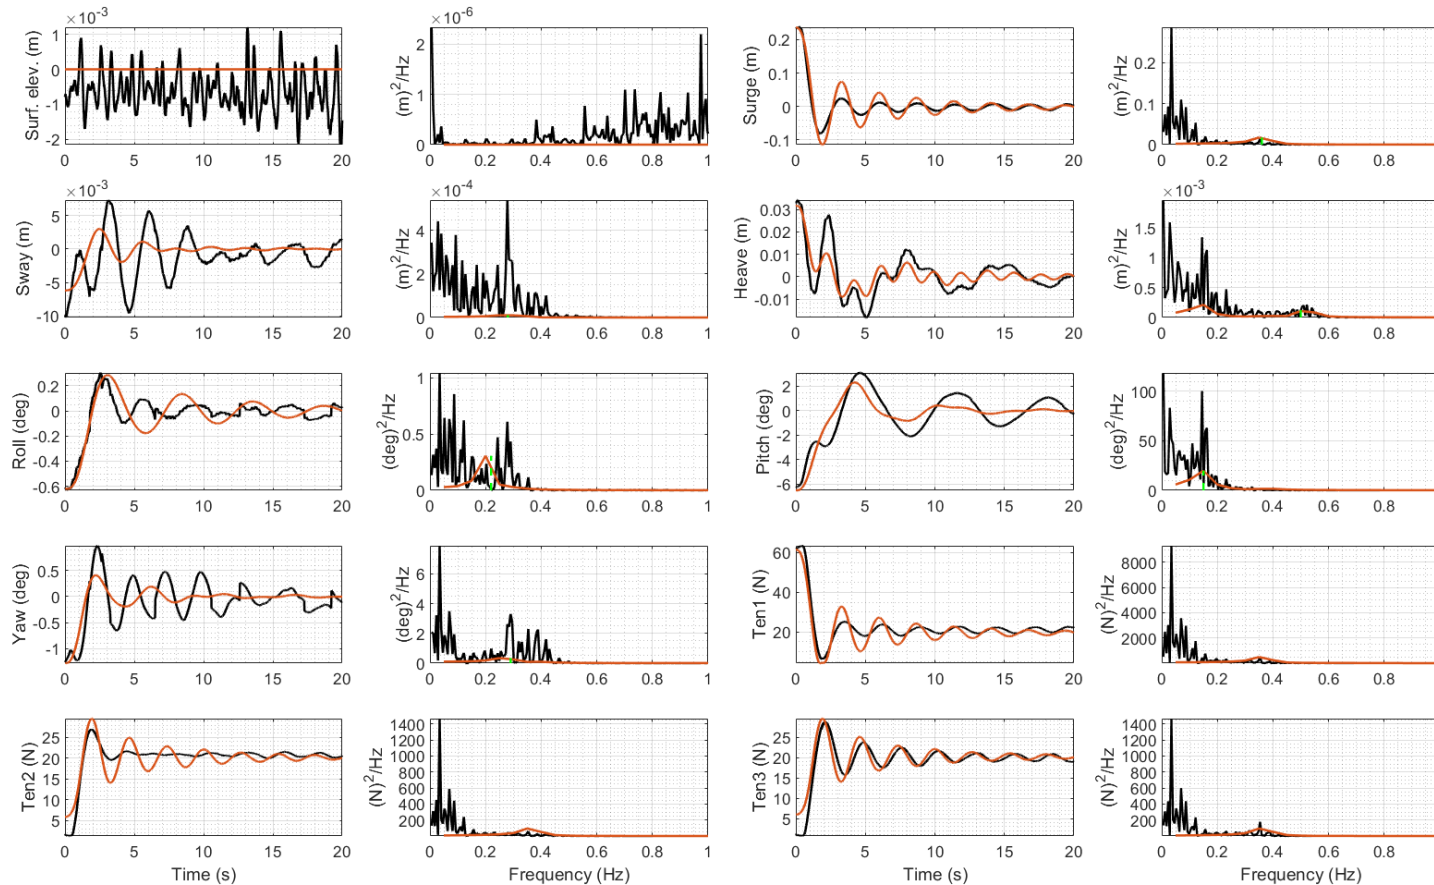 ×10-3
×10-6
Surf. elev. (m)
1
0
-1
-2
0 5 10 15 20
(m)2/Hz
2
1
0
0 0.2 0.4 0.6 0.8 1
Surge (m)
0.2
0.1
0
-0.1
0 5 10 15 20
(m)2/Hz
0.2
0.1
0
0 0.2 0.4 0.6 0.8
×10-3
×10-4
×10-3
Sway (m)
5
0
-5
-10
0 5 10 15 20
(m)2/Hz
4
2
0
0 0.2 0.4 0.6 0.8 1
Heave (m)
0.03
0.02
0.01
0
-0.01
0 5 10 15 20
(m)2/Hz
1
0.5
0
0 0.2 0.4 0.6 0.8
Roll (deg)
0.2
0
-0.2
-0.4
-0.6
0 5 10 15 20
(deg)2/Hz
1
0.5
0
0 0.2 0.4 0.6 0.8 1
Pitch (deg)
2
0
-2
-4
-6
0 5 10 15 20
(deg)2/Hz
100
50
0
0 0.2 0.4 0.6 0.8
Yaw (deg)
0.5
0
-0.5
-1
0 5 10 15 20
(deg)2/Hz
6
4
2
0
0 0.2 0.4 0.6 0.8 1
Ten1 (N)
60
40
20
0 5 10 15 20
(N)2/Hz
8000
6000
4000
2000
0 0.2 0.4 0.6 0.8
Ten2 (N)
25
20
15
10
5
0 5 10 15 20
Time (s)
(N)2/Hz
1400
1200
1000
800
600
400
200
0 0.2 0.4 0.6 0.8 1
Frequency (Hz)
Ten3 (N)
25
20
15
10
5
0 5 10 15 20
Time (s)
(N)2/Hz
1400
1200
1000
800
600
400
200
0 0.2 0.4 0.6 0.8
Frequency (Hz)